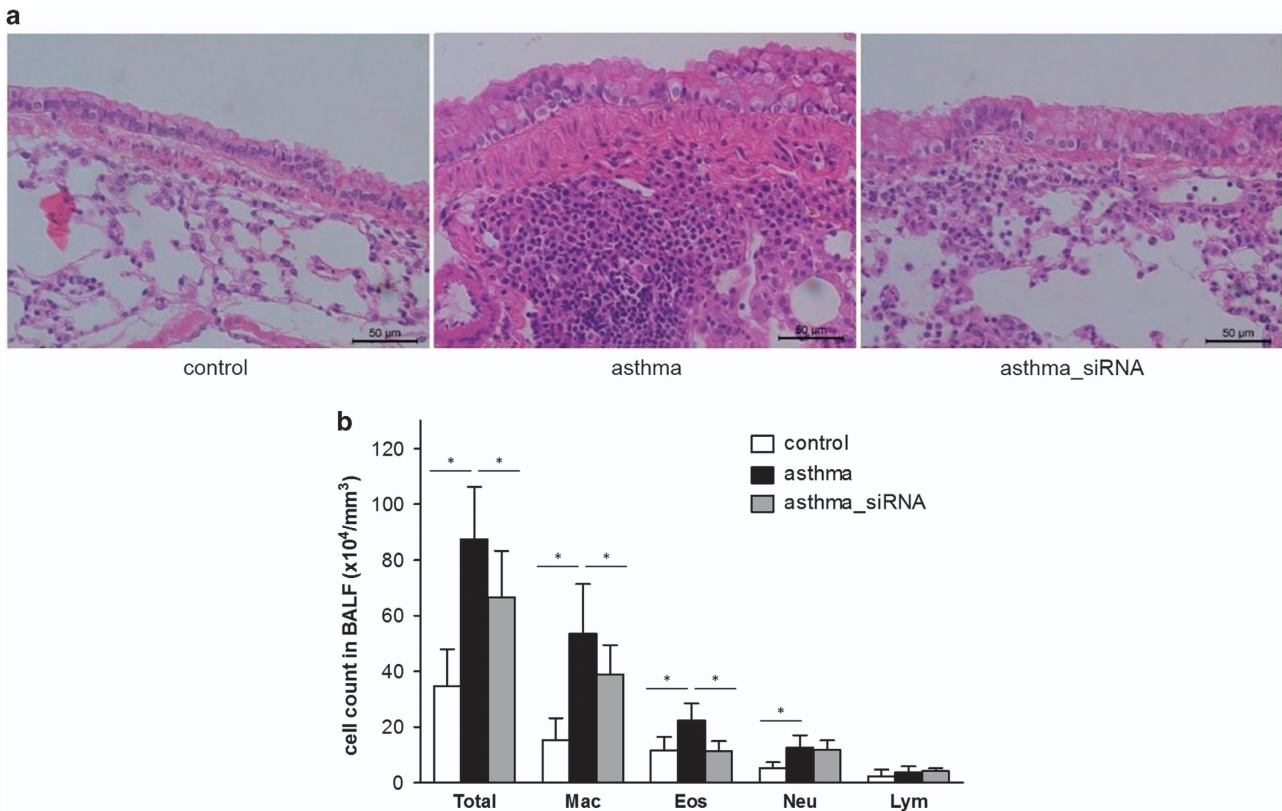 a
50 µm
50 µm
50 µm
control
asthma
asthma_siRNA
b
cell count in BALF (x10⁴/mm³)
120
100
80
60
40
20
0
control
asthma
asthma_siRNA
* *
* *
* *
*
Total Mac Eos Neu Lym